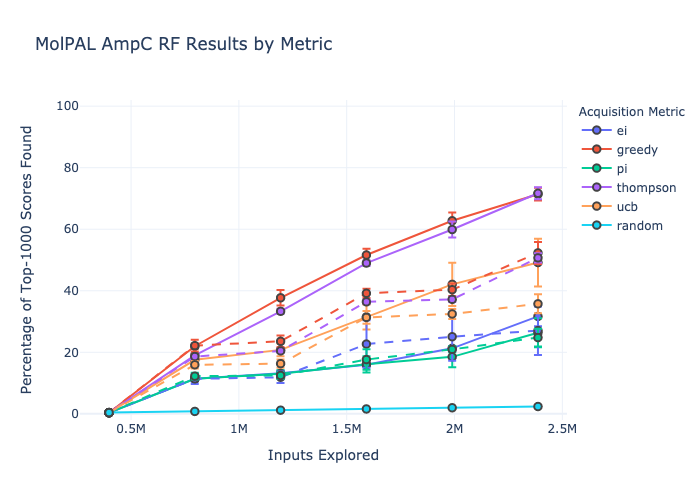 MolPAL AmpC RF Results by Metric
Percentage of Top-1000 Scores Found
100
80
60
40
20
0
0.5M
1M
1.5M
2M
2.5M
Inputs Explored
Acquisition Metric
ei
greedy
pi
thompson
ucb
random